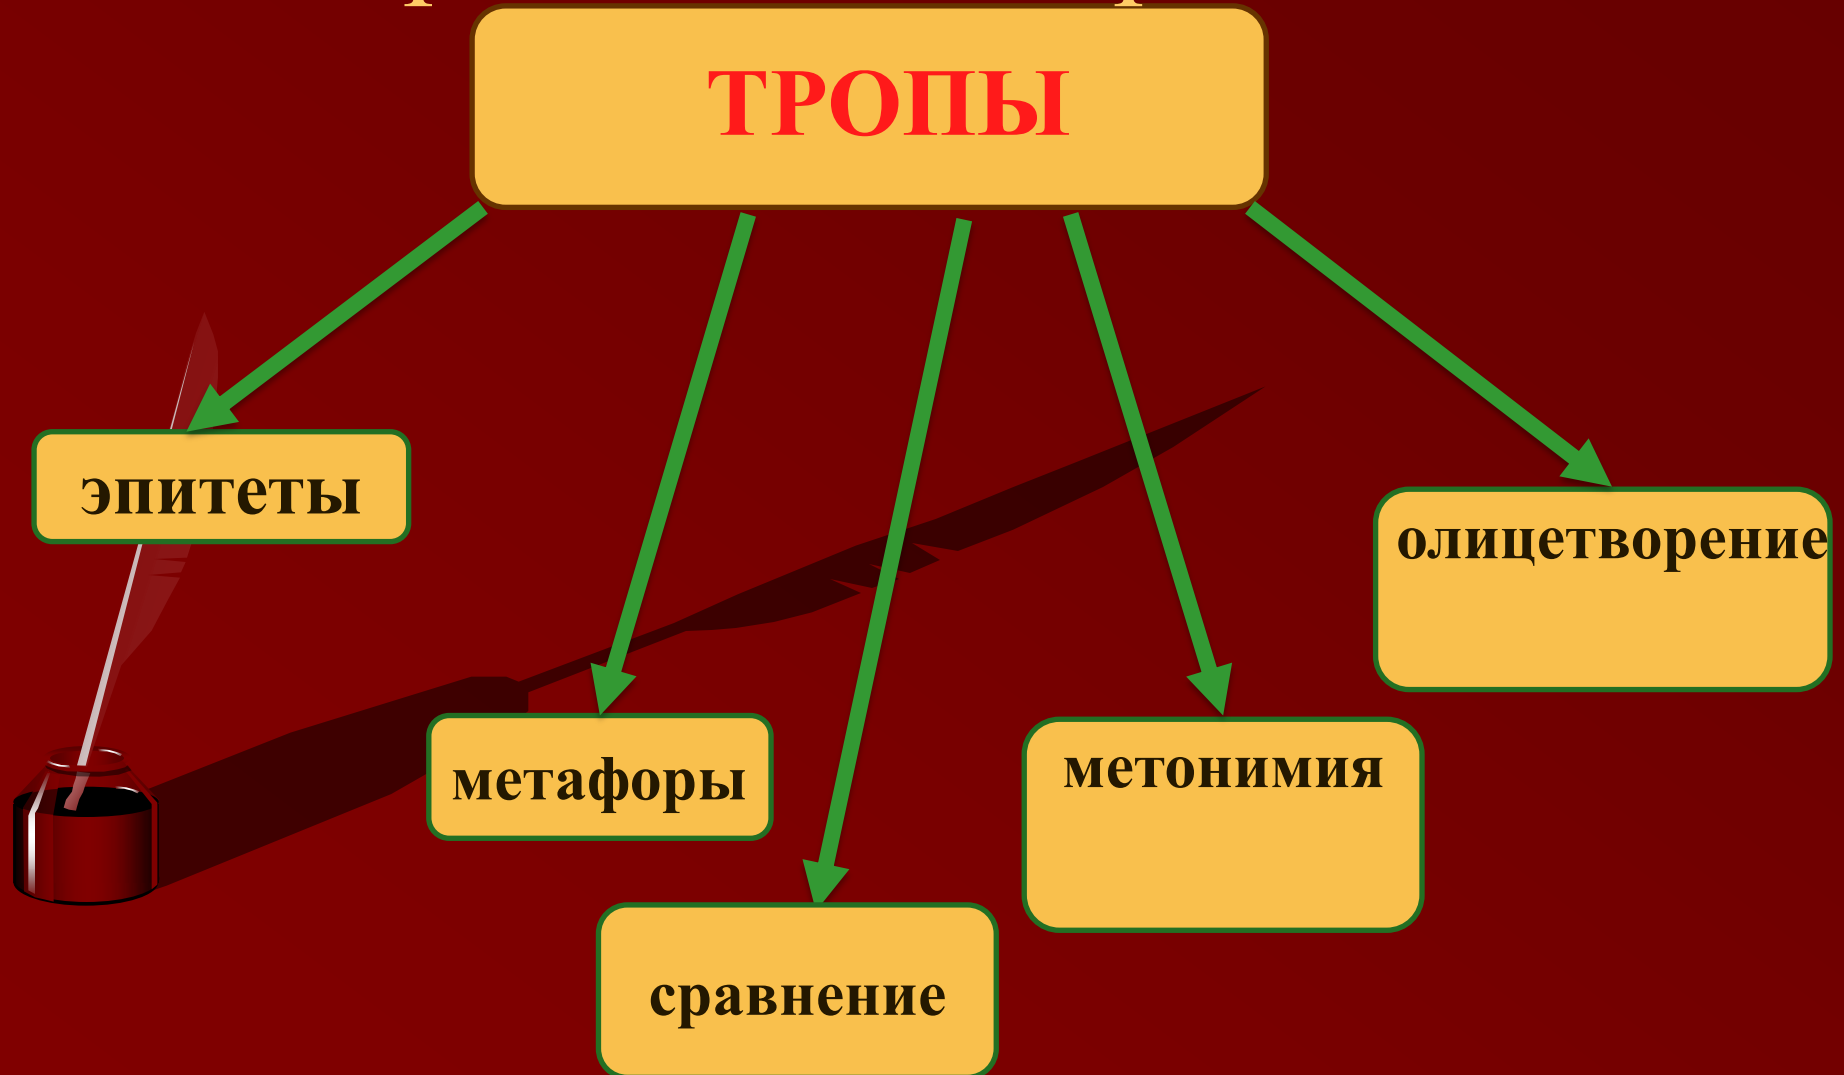 ТРОПЫ
эпитеты
олицетворение
метафоры
метонимия
сравнение